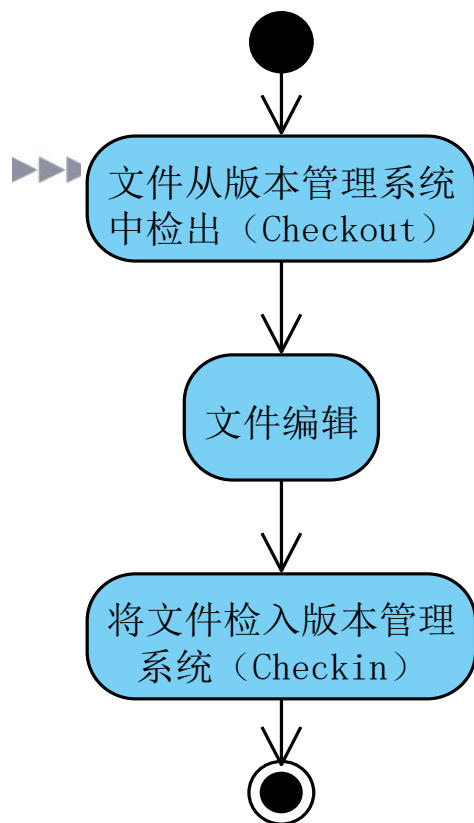 文件从版本管理系统
中检出（Checkout）
文件编辑
将文件检入版本管理
系统（Checkin）